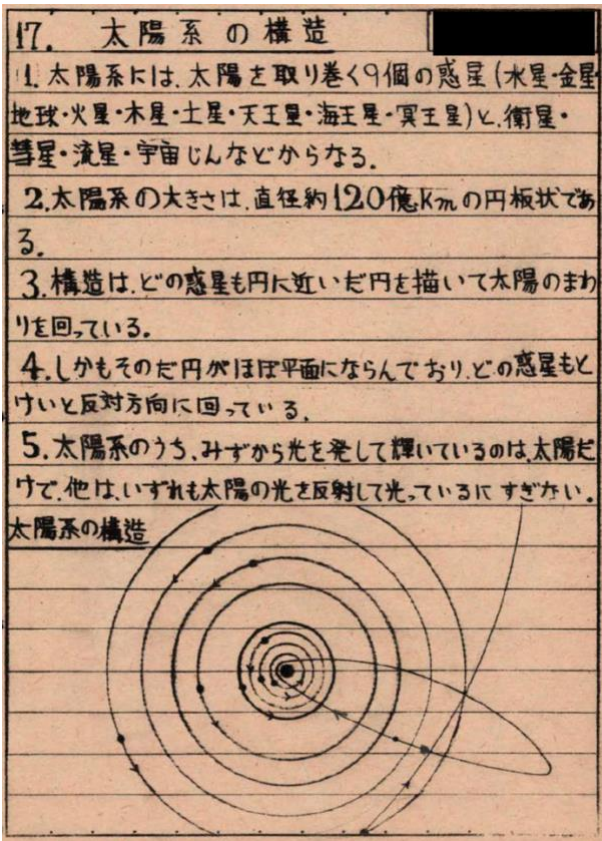 17. 太陽系の構造
1. 太陽系には、太陽を取り巻く9個の惑星(水星・金星・
地球・火星・木星・土星・天王星・海王星・冥王星)と、衛星・
彗星・流星・宇宙じんなどからなる.
2.太陽系の大きさは、直径約120億kmの円板状であ
る.
3.構造は、どの惑星も円に近いだ円を描いて太陽のまわ
りを回っている.
4.しかもそのだ円がほぼ平面にならんでおり、どの惑星もと
けいと反対方向に回っている.
5.太陽系のうち、みずから光を発して輝いているのは、太陽だ
けで、他は、いずれも太陽の光を反射して光っているにすぎない.
太陽系の構造